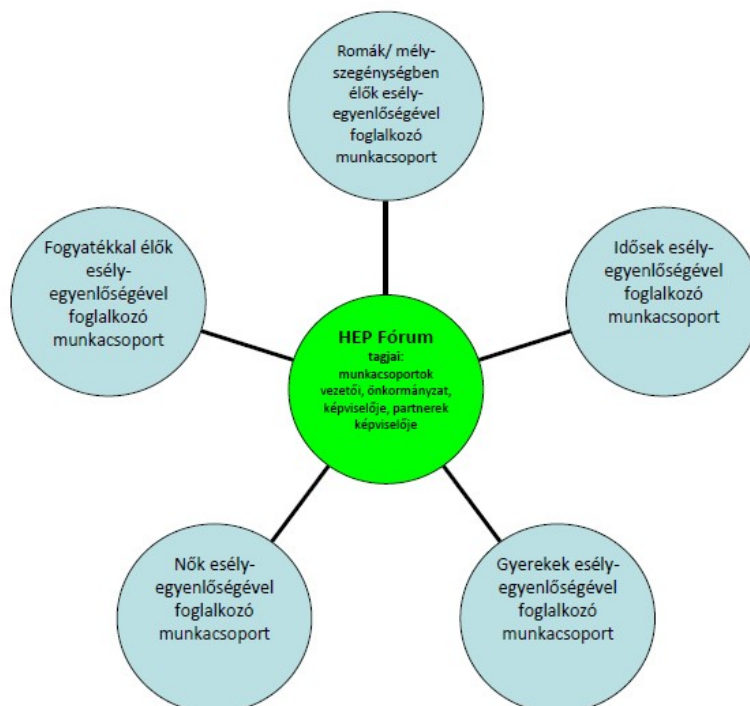 Romák/ mély-
szegénységben
élők esély-
egyenlőségével
foglalkozó
munkacsoport
Fogyatékkal élők
esély-
egyenlőségével
foglalkozó
munkacsoport
Idősek esély-
egyenlőségével
foglalkozó
munkacsoport
HEP Fórum
tagjai:
munkacsoportok
vezetői, önkormányzat,
képviselője, partnerek
képviselője
Nők esély-
egyenlőségével
foglalkozó
munkacsoport
Gyerekek esély-
egyenlőségével
foglalkozó
munkacsoport